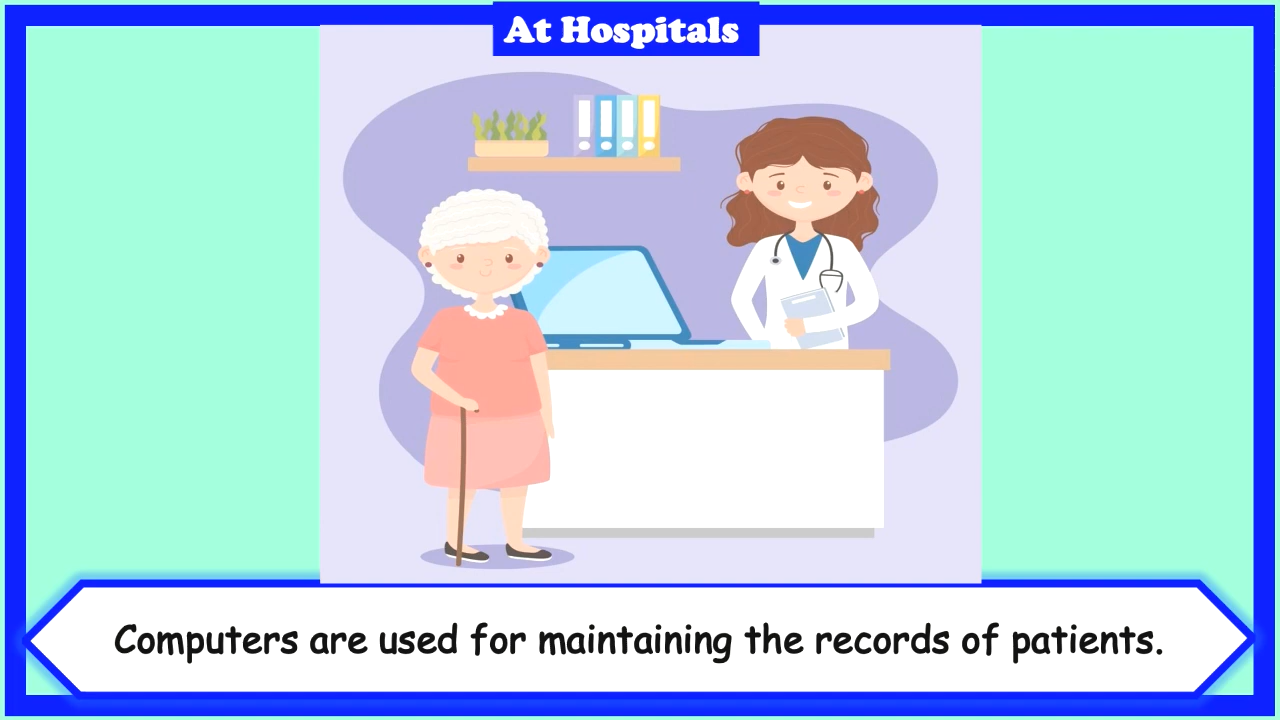 At Hospitals
Computers are used for maintaining the records of patients.